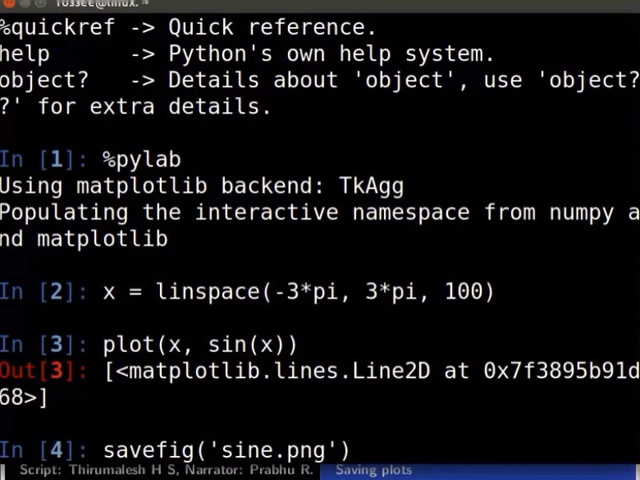 fossee@linux:
%quickref -> Quick reference.
help      -> Python's own help system.
object?   -> Details about 'object', use 'object?
?' for extra details.
In [1]: %pylab
Using matplotlib backend: TkAgg
Populating the interactive namespace from numpy a
nd matplotlib
In [2]: x = linspace(-3*pi, 3*pi, 100)
In [3]: plot(x, sin(x))
Out[3]: [<matplotlib.lines.Line2D at 0x7f3895b91d
68>]
In [4]: savefig('sine.png')
Script: Thirumalesh H S, Narrator: Prabhu R.
Saving plots